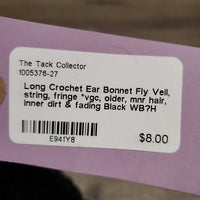 The Tack Collector
1005376-27
Long Crochet Ear Bonnet Fly Veil,
string, fringe *vgc, older, mnr hair,
inner dirt & fading Black WB?H
E941Y8
$8.00